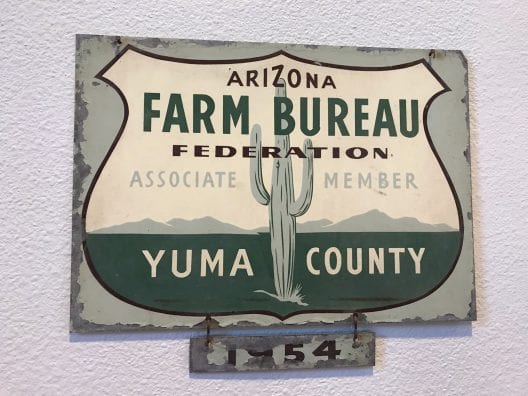 ARIZONA
FARM BUREAU
FEDERATION
ASSOCIATE MEMBER
YUMA COUNTY
1954